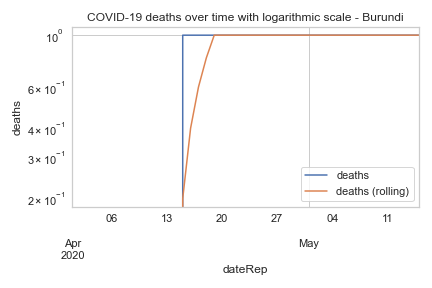 COVID-19 deaths over time with logarithmic scale - Burundi
10⁰
6 × 10⁻¹
4 × 10⁻¹
3 × 10⁻¹
2 × 10⁻¹
deaths
deaths
deaths (rolling)
06 13 20 27 04 11
Apr May
2020
dateRep